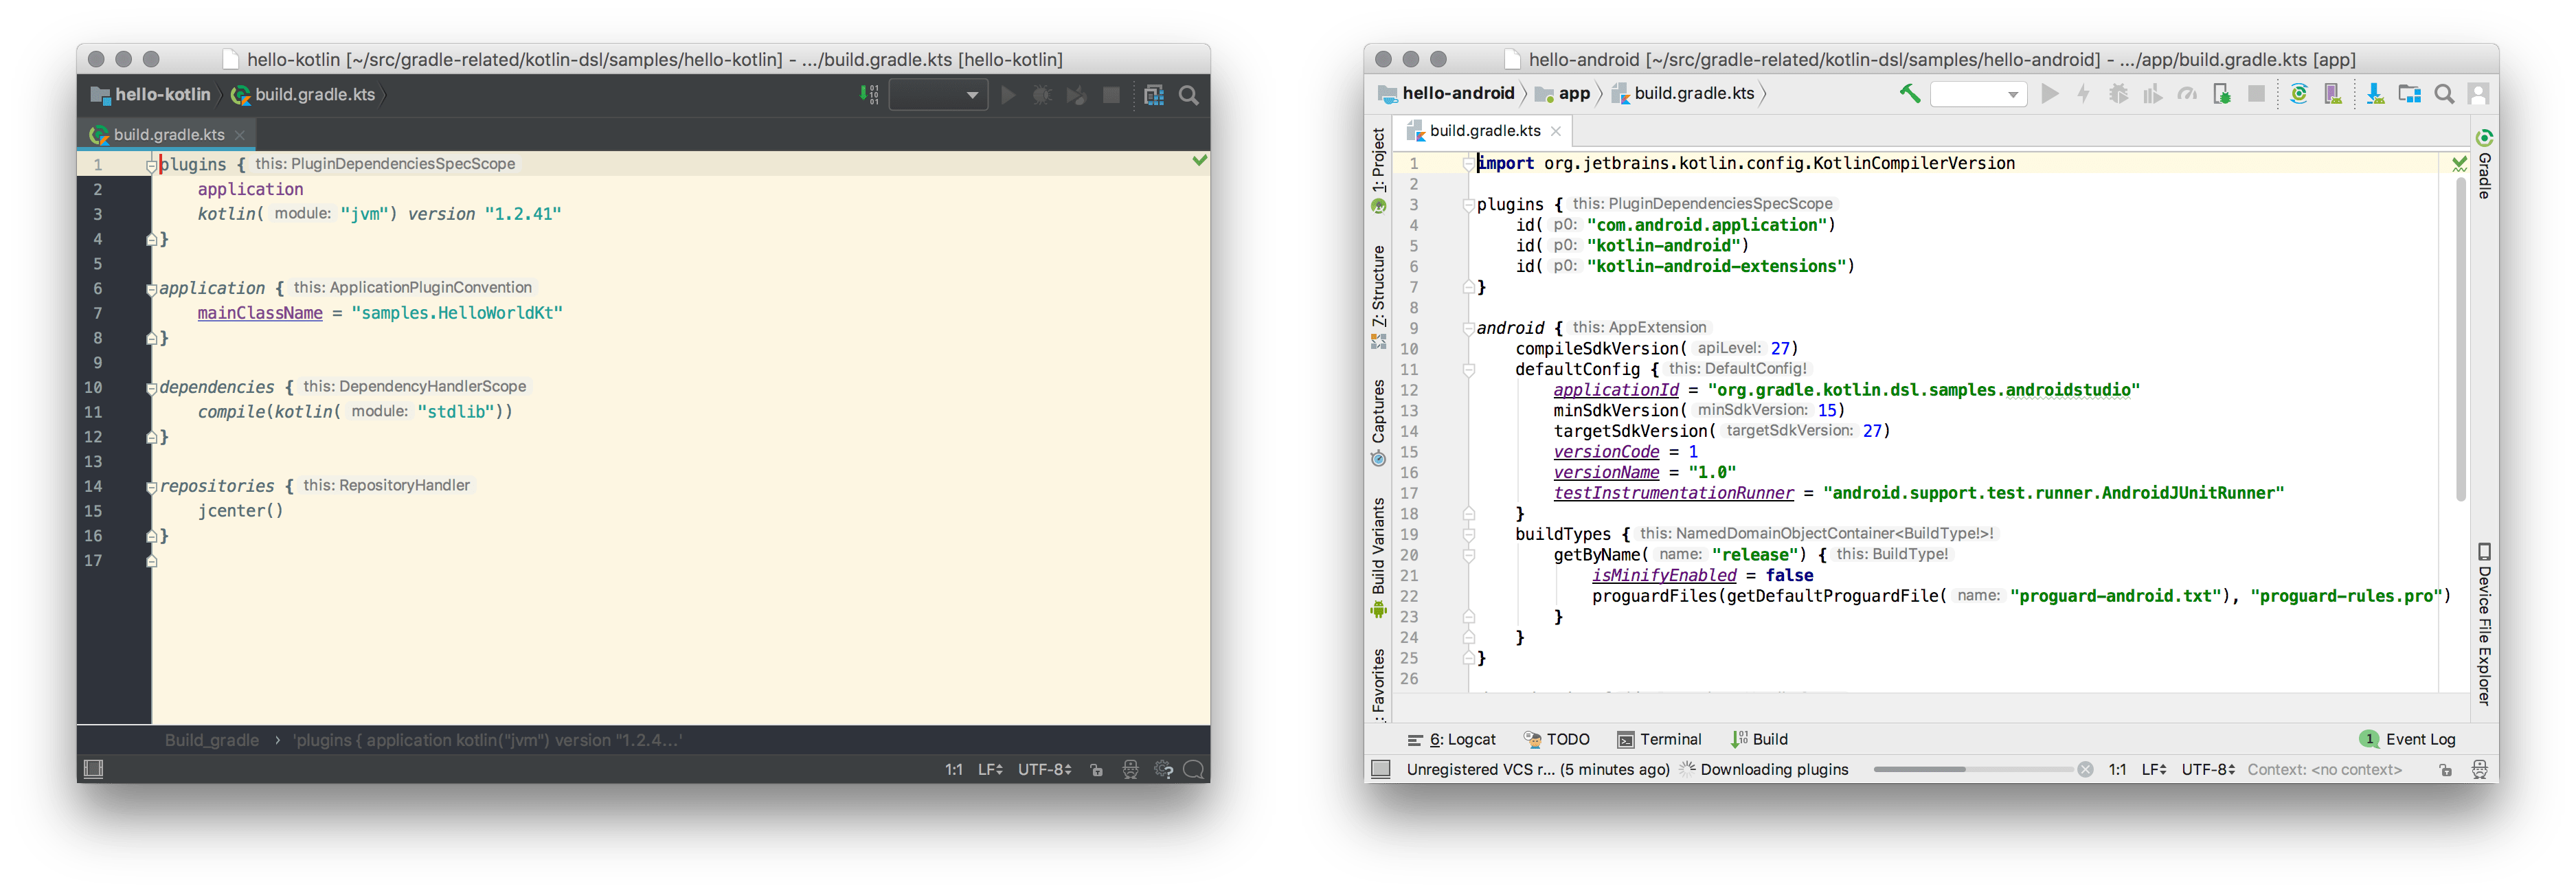 hello-kotlin [~/src/gradle-related/kotlin-dsl/samples/hello-kotlin] - .../build.gradle.kts [hello-kotlin]
hello-kotlin build.gradle.kts
build.gradle.kts
1 plugins { this: PluginDependenciesSpecScope
2 application
3 kotlin( module: "jvm") version "1.2.41"
4 }
5
6 application { this: ApplicationPluginConvention
7 mainClassName = "samples.HelloWorldKt"
8 }
9
10 dependencies { this: DependencyHandlerScope
11 compile(kotlin( module: "stdlib"))
12 }
13
14 repositories { this: RepositoryHandler
15 jcenter()
16 }
17
Build_gradle › 'plugins { application kotlin("jvm") version "1.2.4...'
1:1 LF UTF-8
hello-android [~/src/gradle-related/kotlin-dsl/samples/hello-android] - .../app/build.gradle.kts [app]
hello-android app build.gradle.kts
build.gradle.kts
1: Project
7: Structure
Captures
Build Variants
: Favorites
1 import org.jetbrains.kotlin.config.KotlinCompilerVersion
2
3 plugins { this: PluginDependenciesSpecScope
4 id( p0: "com.android.application")
5 id( p0: "kotlin-android")
6 id( p0: "kotlin-android-extensions")
7 }
8
9 android { this: AppExtension
10 compileSdkVersion( apiLevel: 27)
11 defaultConfig { this: DefaultConfig!
12 applicationId = "org.gradle.kotlin.dsl.samples.androidstudio"
13 minSdkVersion( minSdkVersion: 15)
14 targetSdkVersion( targetSdkVersion: 27)
15 versionCode = 1
16 versionName = "1.0"
17 testInstrumentationRunner = "android.support.test.runner.AndroidJUnitRunner"
18 }
19 buildTypes { this: NamedDomainObjectContainer<BuildType!>!
20 getByName( name: "release") { this: BuildType!
21 isMinifyEnabled = false
22 proguardFiles(getDefaultProguardFile( name: "proguard-android.txt"), "proguard-rules.pro")
23 }
24 }
25 }
26
Gradle
Device File Explorer
6: Logcat TODO Terminal Build 1 Event Log
Unregistered VCS r... (5 minutes ago) Downloading plugins 1:1 LF UTF-8 Context: <no context>